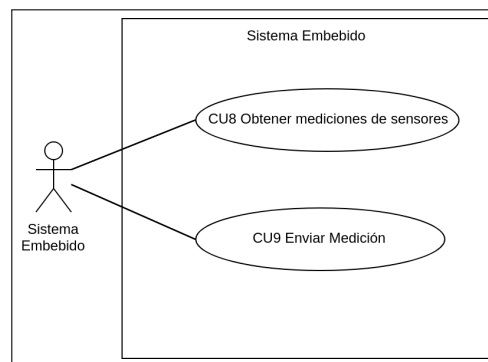 Sistema Embebido
CU8 Obtener mediciones de sensores
Sistema
Embebido
CU9 Enviar Medición